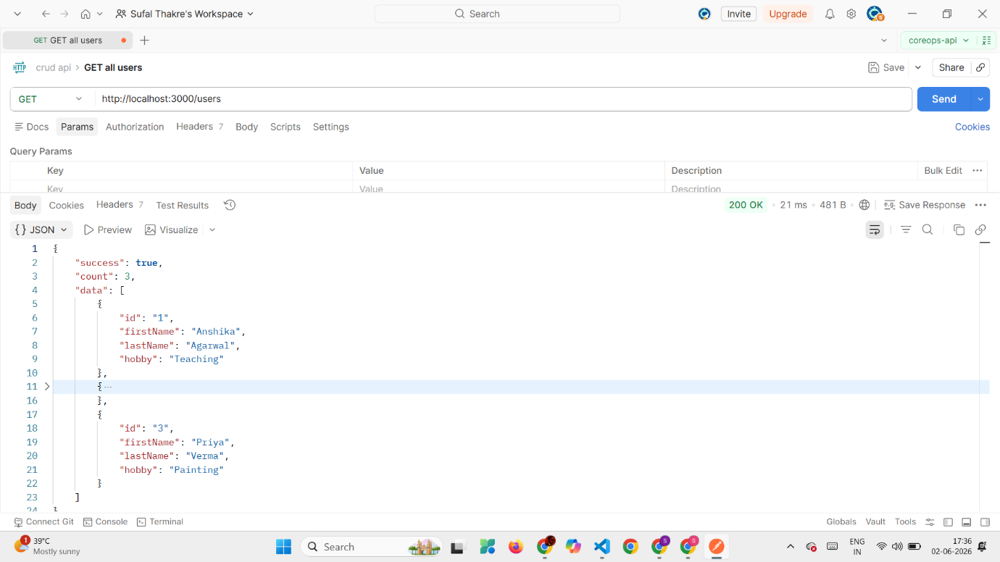 Sufal Thakre's Workspace
Search
Invite
Upgrade
GET GET all users
coreops-api
HTTP crud api > GET all users
Save
Share
GET http://localhost:3000/users
Send
Docs Params Authorization Headers 7 Body Scripts Settings
Cookies
Query Params
Key Value Description Bulk Edit
Key Value Description
Body Cookies Headers 7 Test Results
200 OK • 21 ms • 481 B
e.g. Save Response
{} JSON Preview Visualize
1 {
2 "success": true,
3 "count": 3,
4 "data": [
5 {
6 "id": "1",
7 "firstName": "Anshika",
8 "lastName": "Agarwal",
9 "hobby": "Teaching"
10 },
11 > { ...
16 },
17 {
18 "id": "3",
19 "firstName": "Priya",
20 "lastName": "Verma",
21 "hobby": "Painting"
22 }
23 ]
24 }
Connect Git Console Terminal
Globals Vault Tools
1 39°C
Mostly sunny
Search
S
S
ENG
IN
17:36
02-06-2026